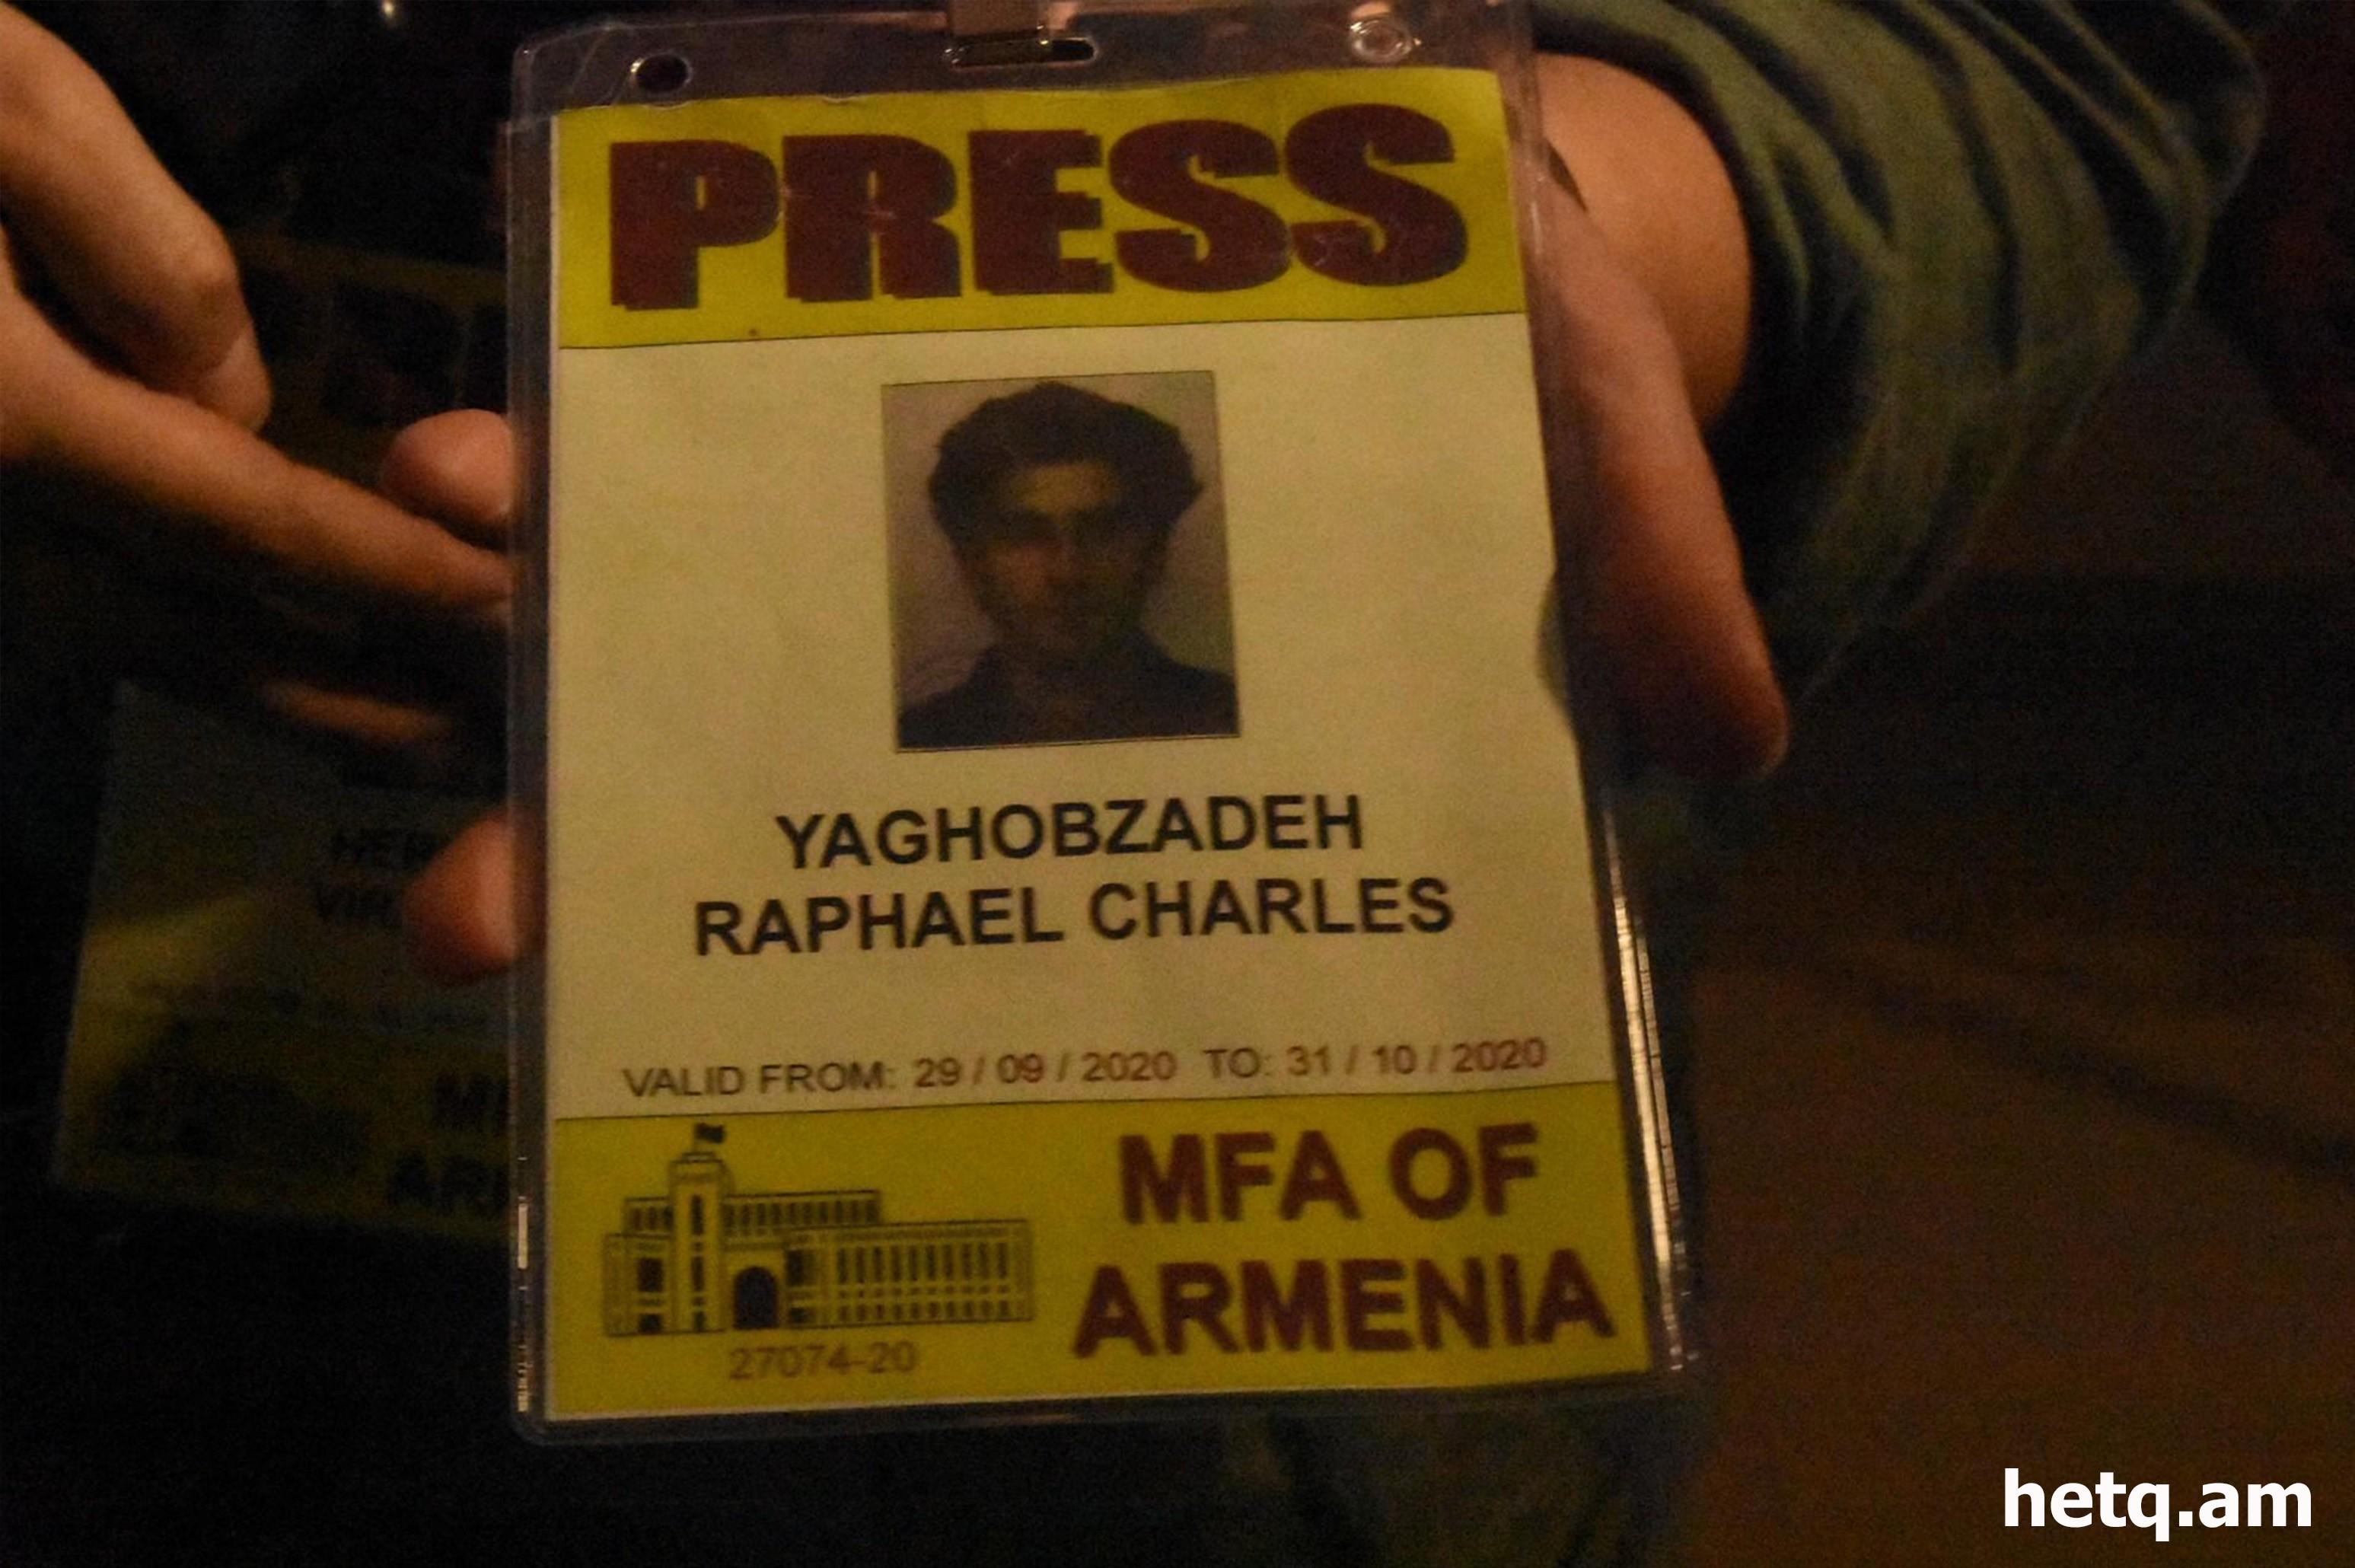 PRESS
YAGHOBZADEH
RAPHAEL CHARLES
VALID FROM: 29 / 09 / 2020 TO: 31 / 10 / 2020
MFA OF
ARMENIA
27074-20
hetq.am